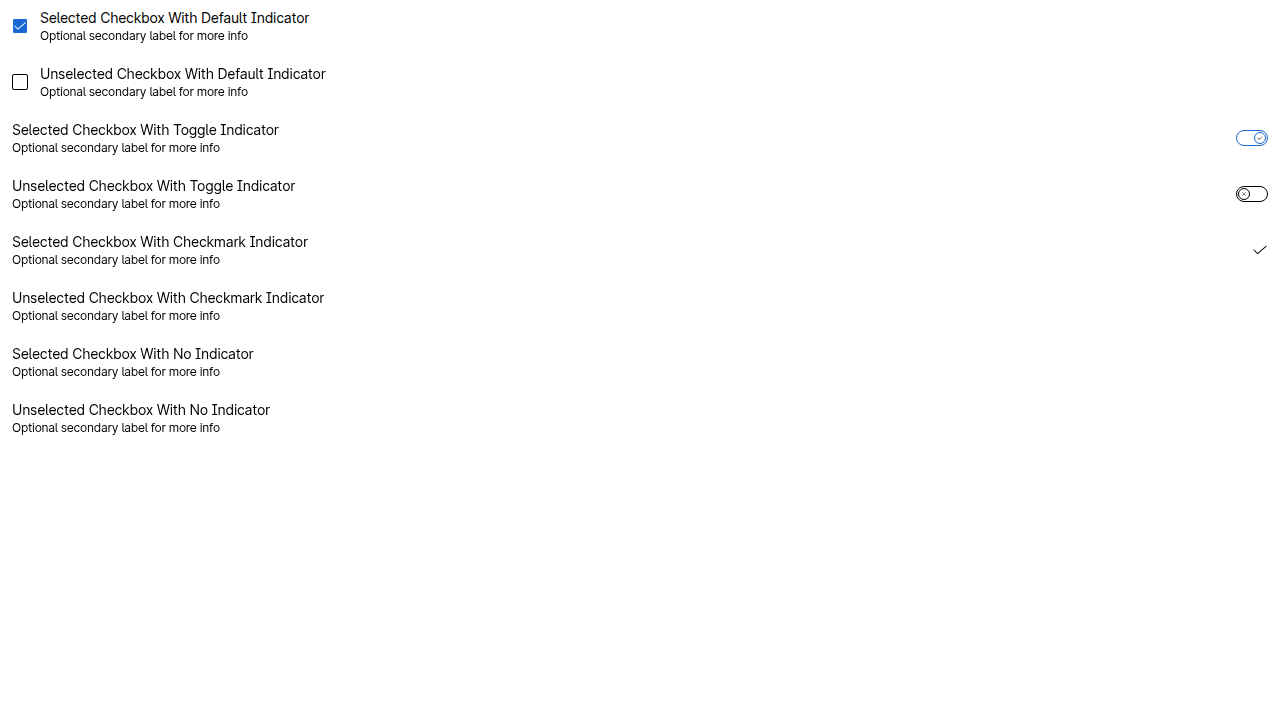 Selected Checkbox With Default Indicator
Optional secondary label for more info
Unselected Checkbox With Default Indicator
Optional secondary label for more info
Selected Checkbox With Toggle Indicator
Optional secondary label for more info
Unselected Checkbox With Toggle Indicator
Optional secondary label for more info
Selected Checkbox With Checkmark Indicator
Optional secondary label for more info
Unselected Checkbox With Checkmark Indicator
Optional secondary label for more info
Selected Checkbox With No Indicator
Optional secondary label for more info
Unselected Checkbox With No Indicator
Optional secondary label for more info